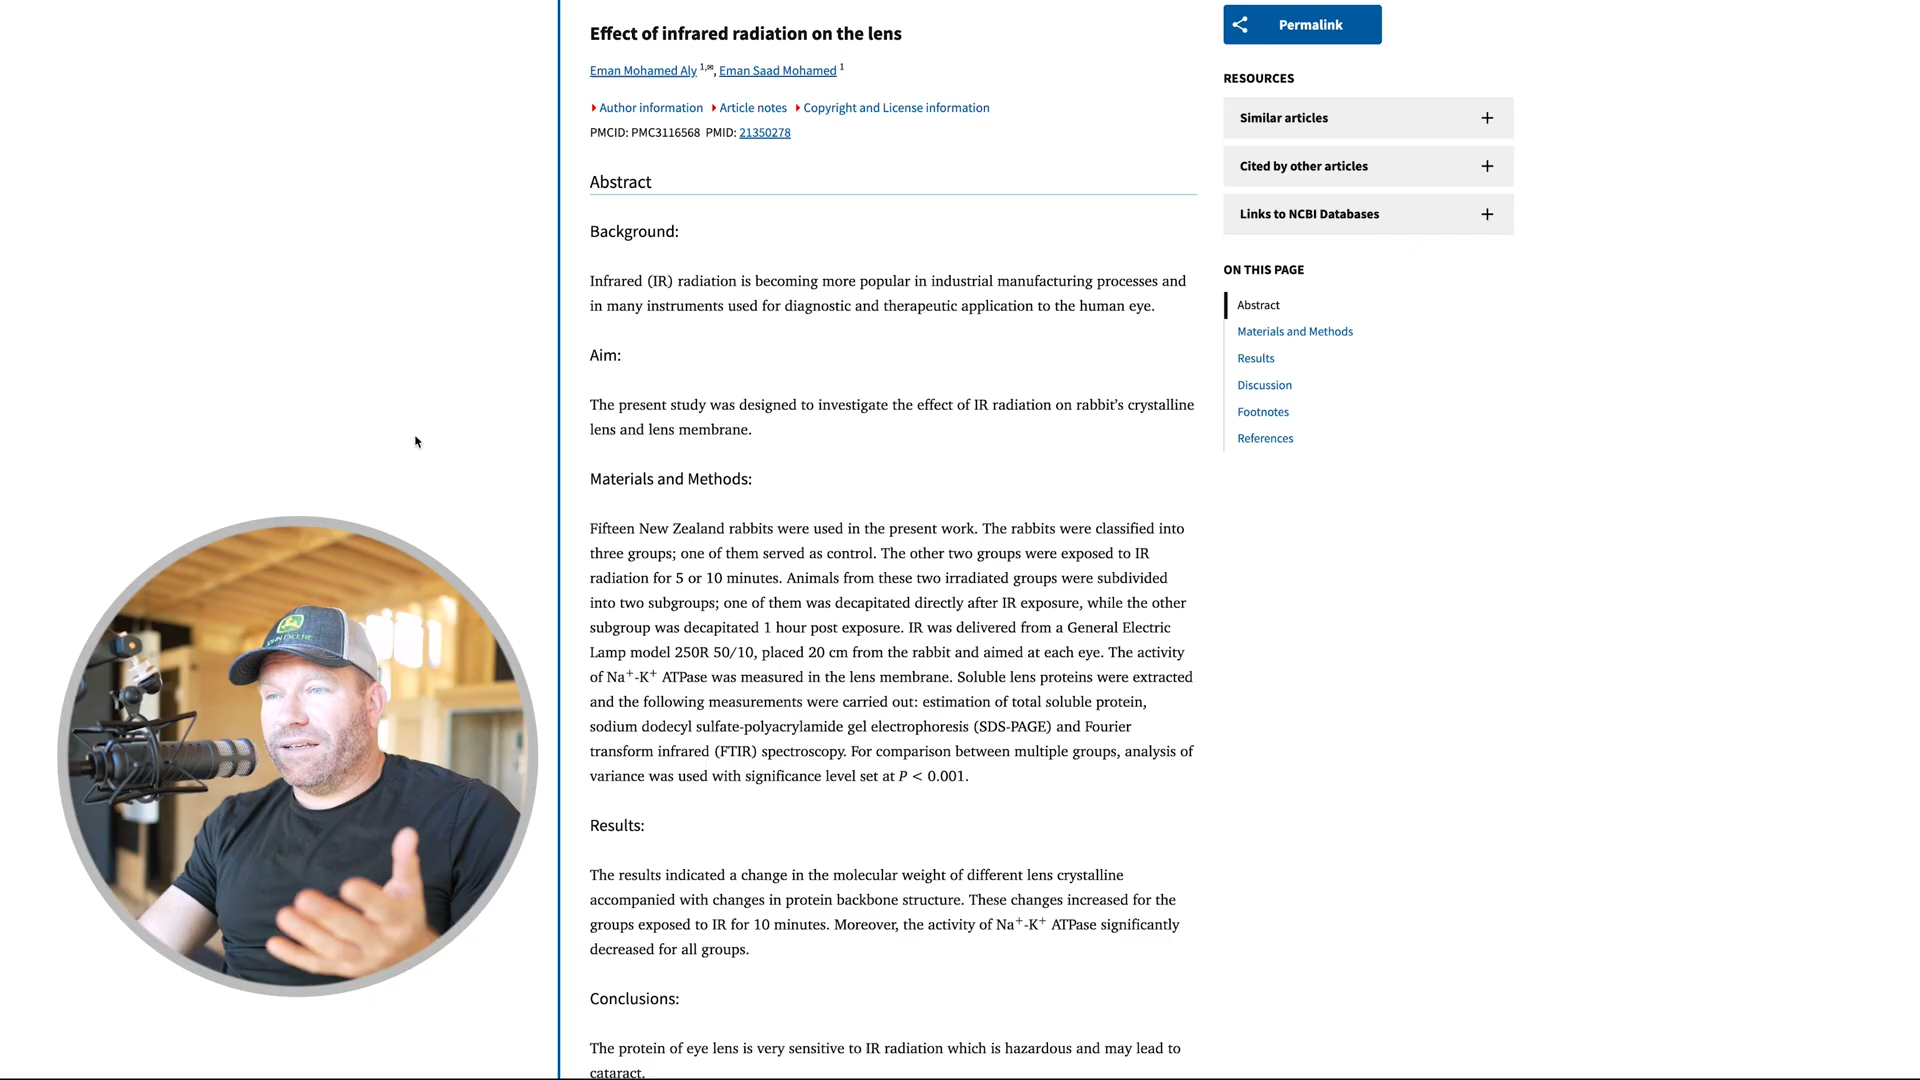 Effect of infrared radiation on the lens
Eman Mohamed Aly 1,✉, Eman Saad Mohamed 1
Author information Article notes Copyright and License information
PMCID: PMC3116568 PMID: 21350278
Abstract
Background:
Infrared (IR) radiation is becoming more popular in industrial manufacturing processes and
in many instruments used for diagnostic and therapeutic application to the human eye.
Aim:
The present study was designed to investigate the effect of IR radiation on rabbit’s crystalline
lens and lens membrane.
Materials and Methods:
Fifteen New Zealand rabbits were used in the present work. The rabbits were classified into
three groups; one of them served as control. The other two groups were exposed to IR
radiation for 5 or 10 minutes. Animals from these two irradiated groups were subdivided
into two subgroups; one of them was decapitated directly after IR exposure, while the other
subgroup was decapitated 1 hour post exposure. IR was delivered from a General Electric
Lamp model 250R 50/10, placed 20 cm from the rabbit and aimed at each eye. The activity
of Na+-K+ ATPase was measured in the lens membrane. Soluble lens proteins were extracted
and the following measurements were carried out: estimation of total soluble protein,
sodium dodecyl sulfate-polyacrylamide gel electrophoresis (SDS-PAGE) and Fourier
transform infrared (FTIR) spectroscopy. For comparison between multiple groups, analysis of
variance was used with significance level set at P < 0.001.
Results:
The results indicated a change in the molecular weight of different lens crystalline
accompanied with changes in protein backbone structure. These changes increased for the
groups exposed to IR for 10 minutes. Moreover, the activity of Na+-K+ ATPase significantly
decreased for all groups.
Conclusions:
The protein of eye lens is very sensitive to IR radiation which is hazardous and may lead to
cataract.
Permalink
RESOURCES
Similar articles
Cited by other articles
Links to NCBI Databases
ON THIS PAGE
Abstract
Materials and Methods
Results
Discussion
Footnotes
References
JOHN DEERE